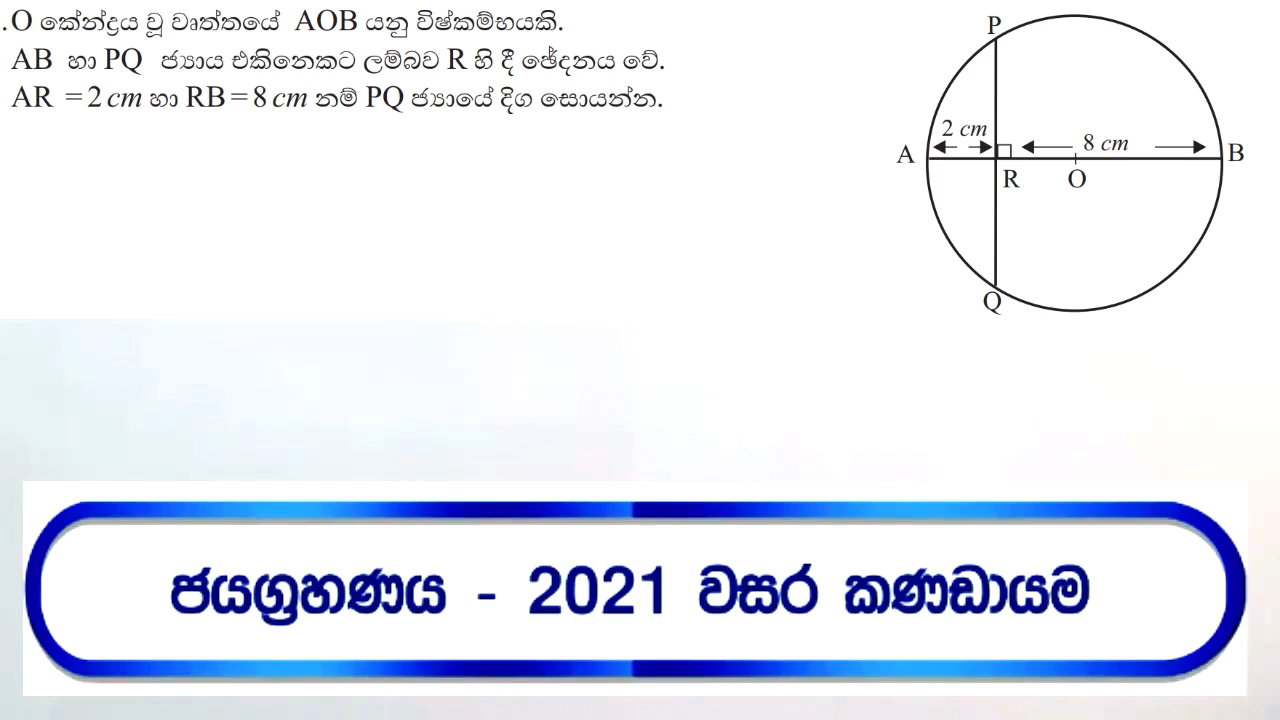 .O කේන්ද්‍රය වූ වෘත්තයේ AOB යනු විෂ්කම්භයකි.
AB හා PQ ජ්‍යාය එකිනෙකට ලම්බව R හි දී ඡේදනය වේ.
AR = 2 cm හා RB = 8 cm නම් PQ ජ්‍යායේ දිග සොයන්න.
P
2 cm
8 cm
A
B
R
O
Q
ජයග්‍රහණය - 2021 වසර කණඩායම